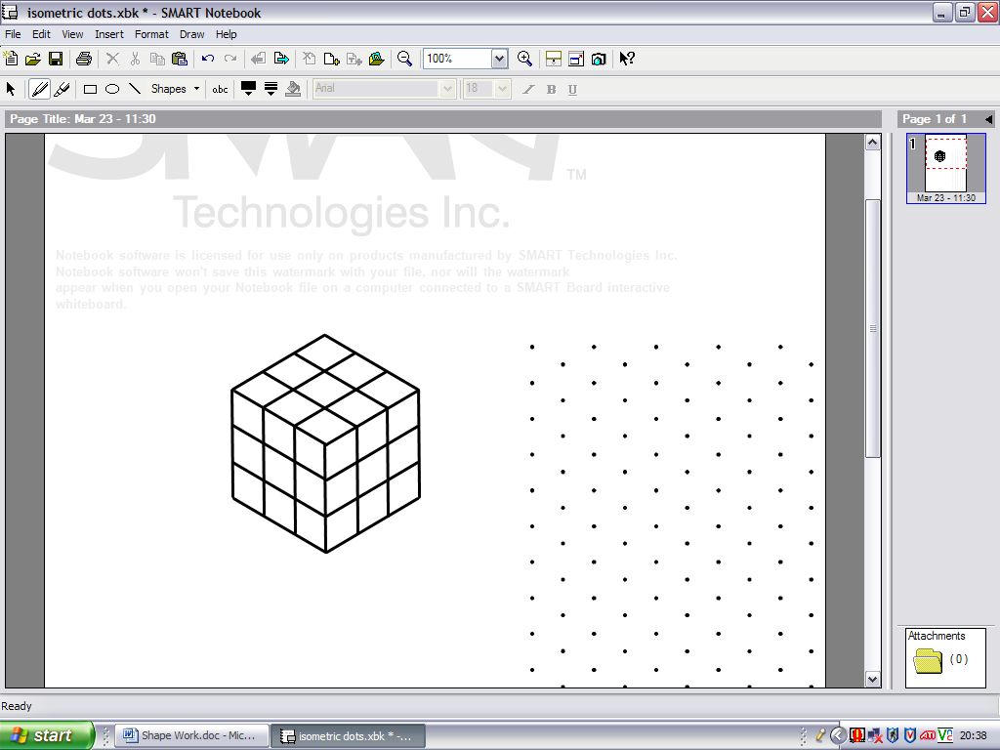 isometric dots.xbk * - SMART Notebook
File Edit View Insert Format Draw Help
100%
Shapes abc Arial 18 I B U
Page Title: Mar 23 - 11:30
Page 1 of 1
1
Mar 23 - 11:30
SMART
TM
Technologies Inc.
Notebook software is licensed for use only on products manufactured by SMART Technologies Inc.
Notebook software won't save this watermark with your file, nor will the watermark
appear when you open your Notebook file on a computer connected to a SMART Board interactive
whiteboard.
Attachments
( 0 )
Ready
start
Shape Work.doc - Mic...
isometric dots.xbk * -...
20:38